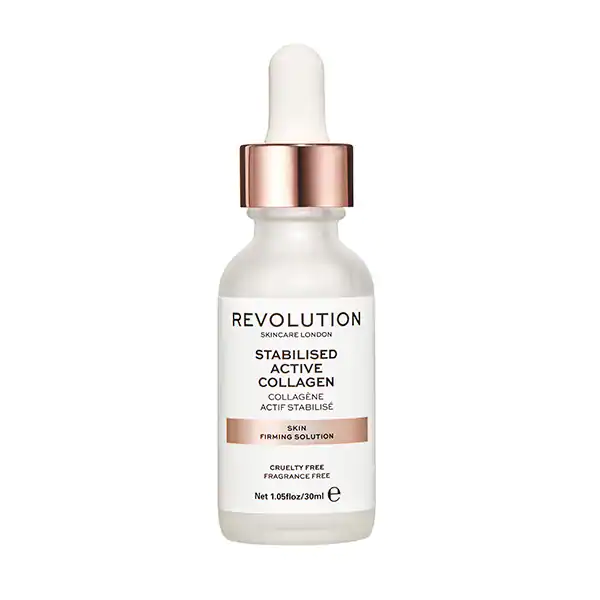 REVOLUTION
SKINCARE LONDON
STABILISED
ACTIVE
COLLAGEN
COLLAGÈNE
ACTIF STABILISÉ
SKIN
FIRMING SOLUTION
CRUELTY FREE
FRAGRANCE FREE
Net 1.05floz/30ml ℮